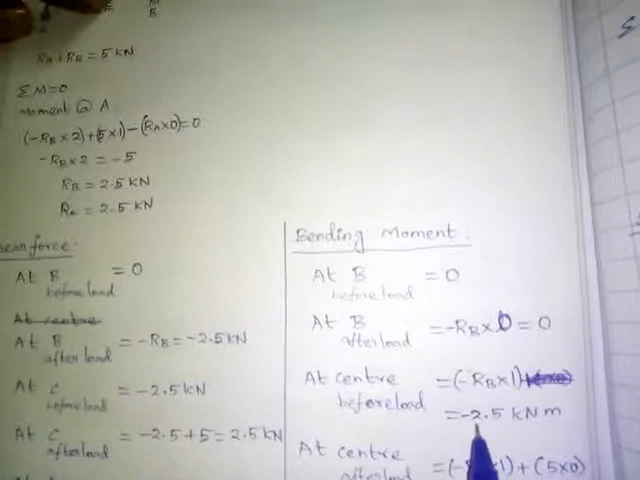 RA+RB = 5 kN
ΣM=0
Moment @ A
(-RB×2)+(5×1)-(RA×0)=0
-RB×2 = -5
RB = 2.5 kN
RA = 2.5 kN
At B before load = 0
At centre
At B after load = -RB = -2.5 kN
At C before load = -2.5 kN
At C after load = -2.5+5 = 2.5 kN
Bending Moment :
At B before load = 0
At B after load = -RB×0 = 0
At centre before load = (-RB×1)
= -2.5 kNm
At centre after load = (- ×1) + (5×0)